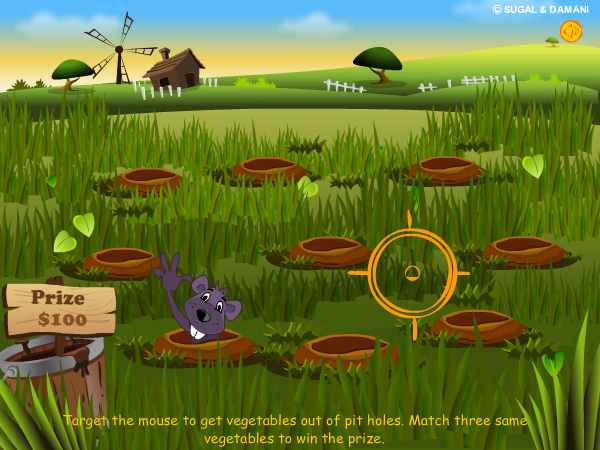 © SUGAL & DAMANI
Prize
$100
Target the mouse to get vegetables out of pit holes. Match three same
vegetables to win the prize.